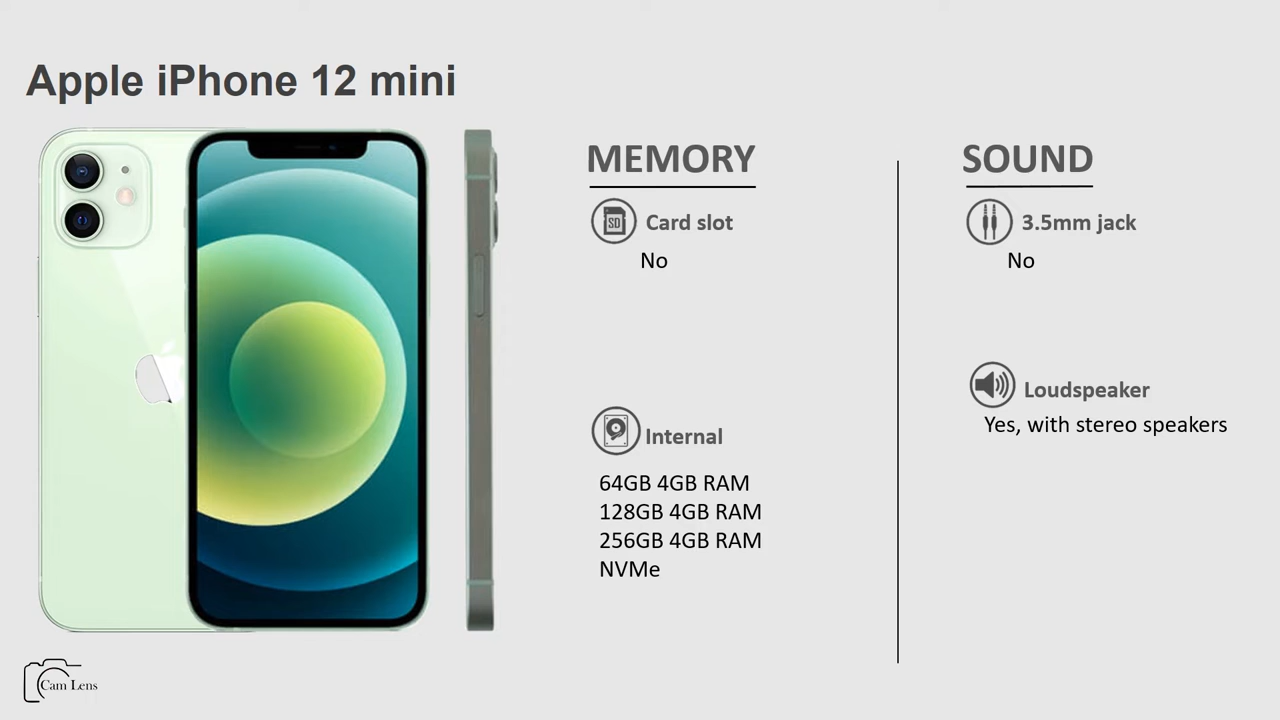 Apple iPhone 12 mini
MEMORY
SD
Card slot
No
Internal
64GB 4GB RAM
128GB 4GB RAM
256GB 4GB RAM
NVMe
SOUND
3.5mm jack
No
Loudspeaker
Yes, with stereo speakers
Cam Lens